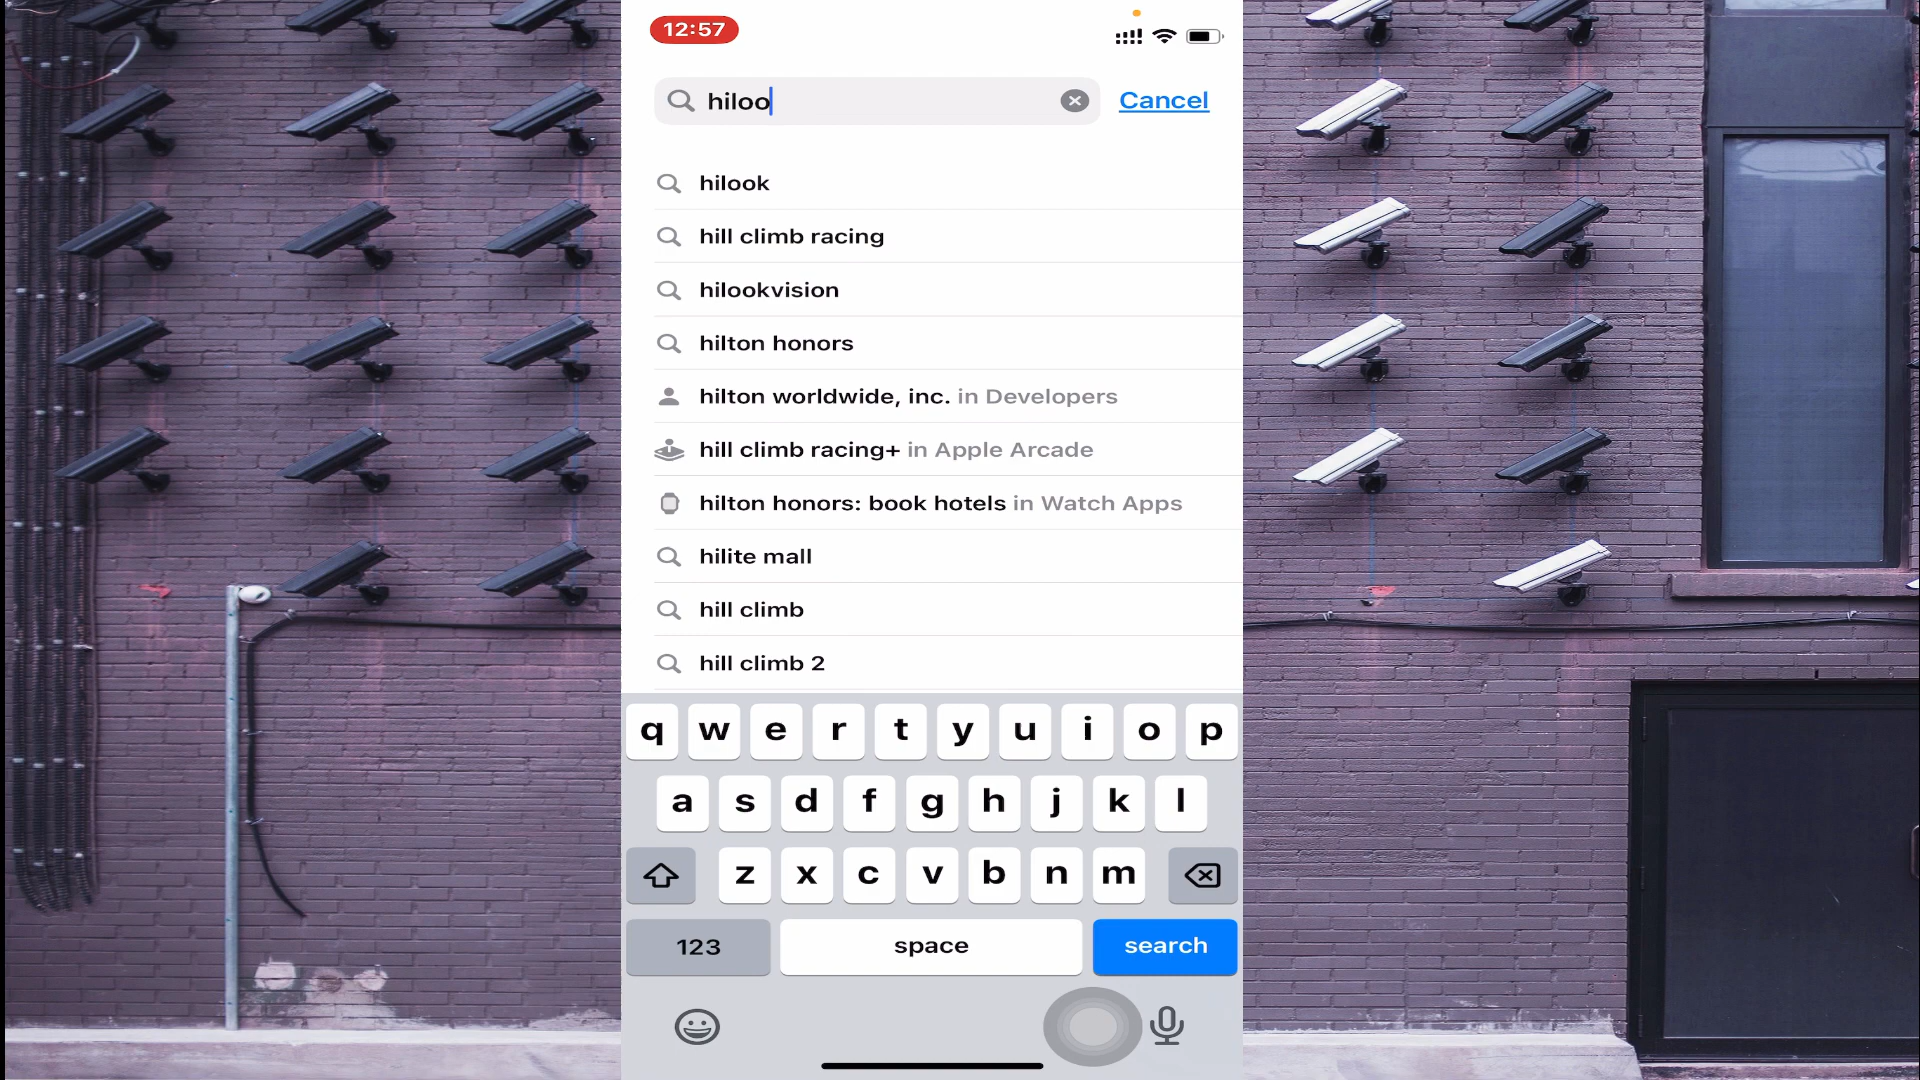 12:57
hiloo
Cancel
hilook
hill climb racing
hilookvision
hilton honors
hilton worldwide, inc. in Developers
hill climb racing+ in Apple Arcade
hilton honors: book hotels in Watch Apps
hilite mall
hill climb
hill climb 2
q w e r t y u i o p
a s d f g h j k l
z x c v b n m
123 space search